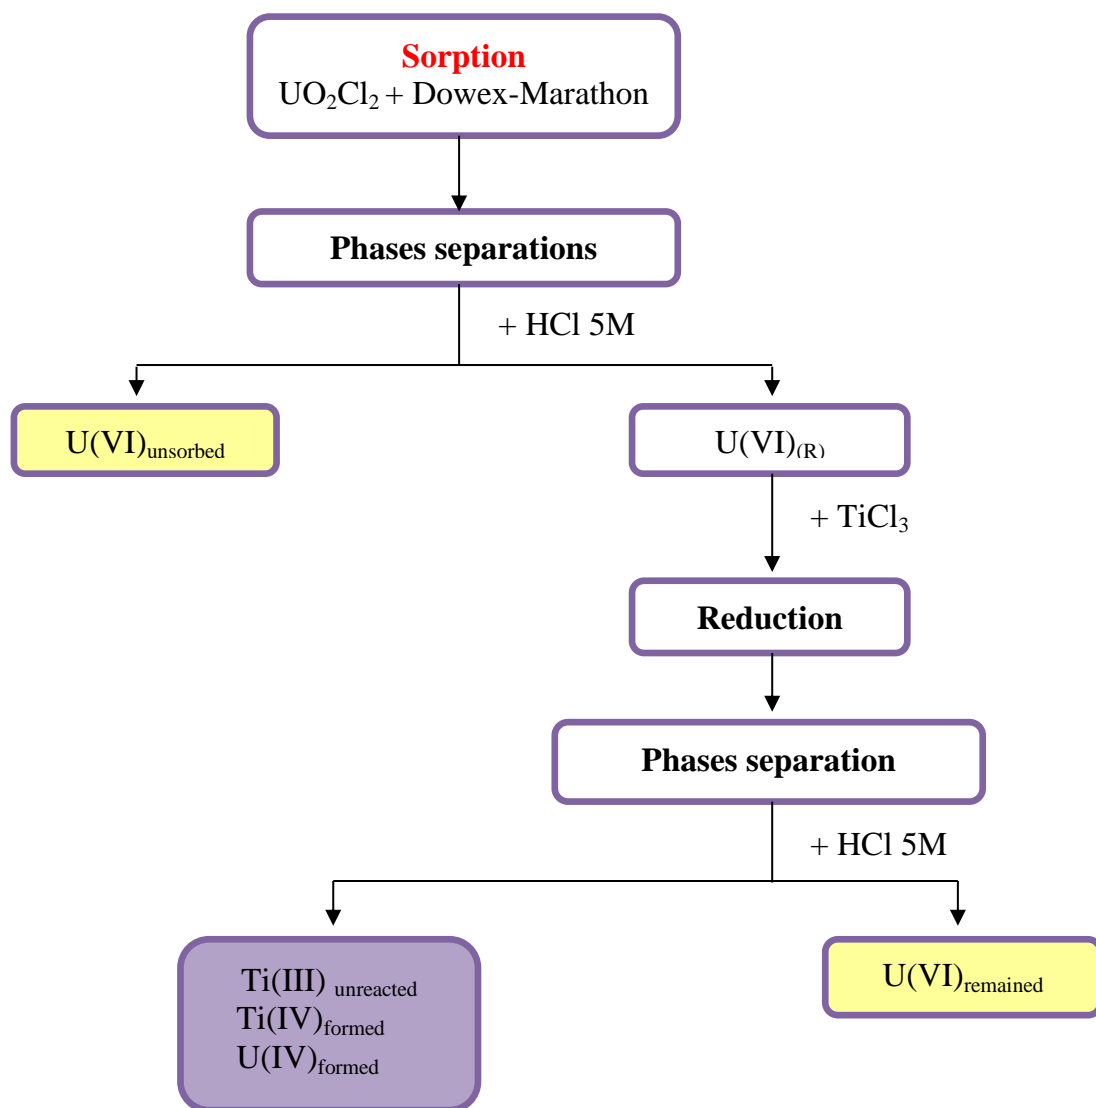 Sorption
UO₂Cl₂ + Dowex-Marathon
Phases separations
+ HCl 5M
U(VI)unsorbed
U(VI)(R)
+ TiCl₃
Reduction
Phases separation
+ HCl 5M
Ti(III) unreacted
Ti(IV)formed
U(IV)formed
U(VI)remained